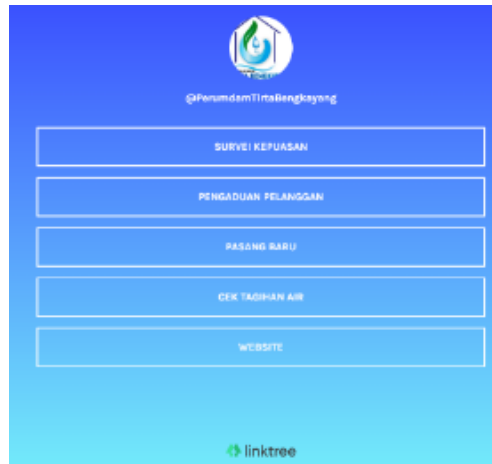 @PerumdamTirtaBengkayang
SURVEI KEPUASAN
PENGADUAN PELANGGAN
PASANG BARU
CEK TAGIHAN AIR
WEBSITE
linktree